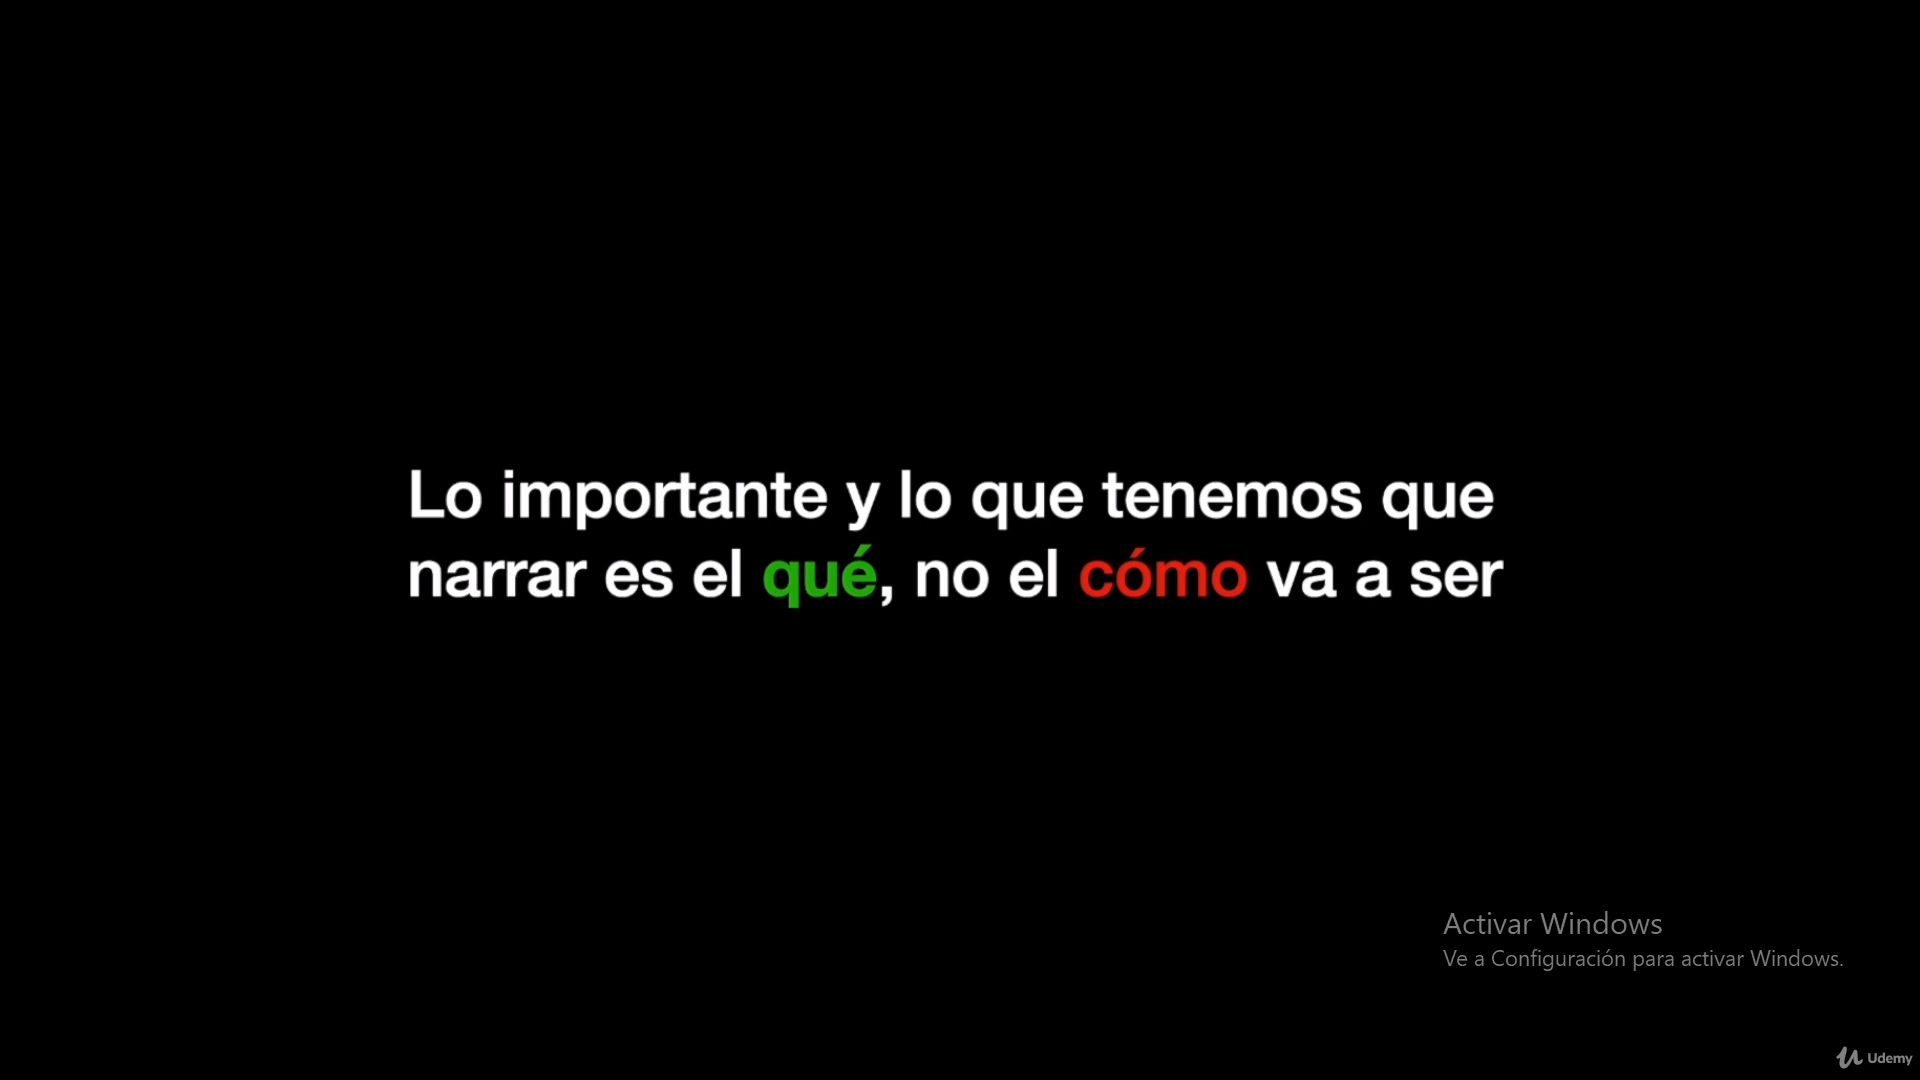 Lo importante y lo que tenemos que
narrar es el qué, no el cómo va a ser
Activar Windows
Ve a Configuración para activar Windows.
Udemy